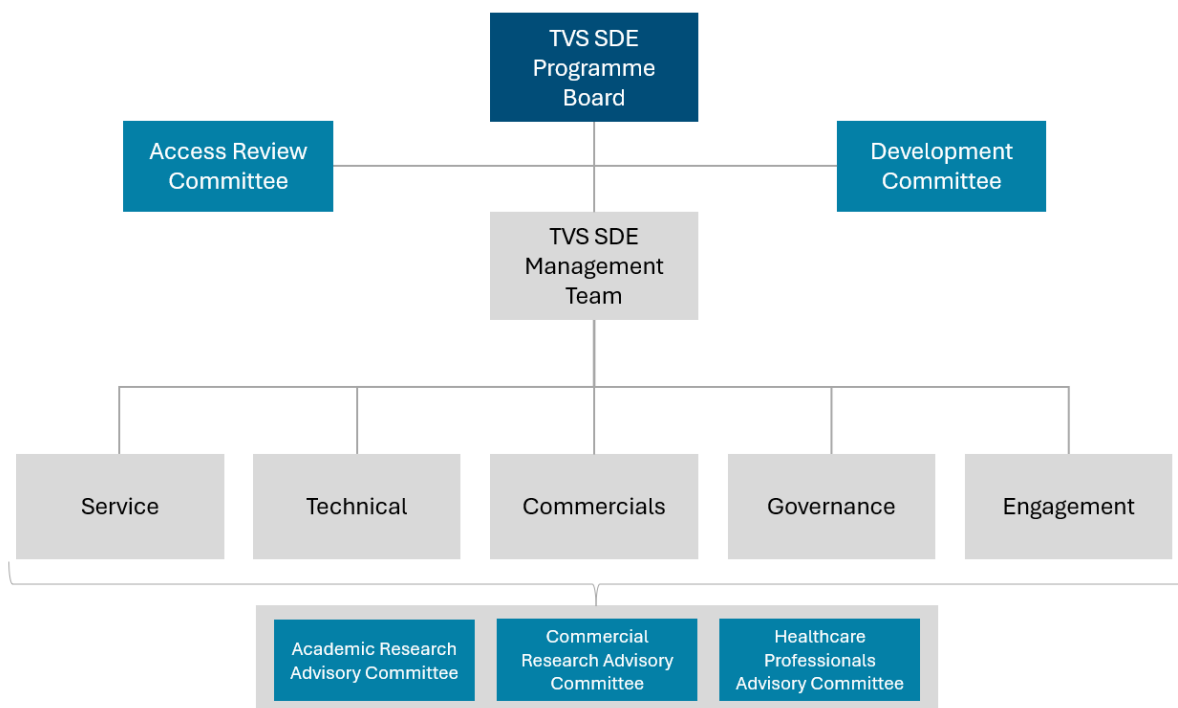 TVS SDE
Programme
Board
Access Review
Committee
Development
Committee
TVS SDE
Management
Team
Service
Technical
Commercials
Governance
Engagement
Academic Research
Advisory Committee
Commercial
Research Advisory
Committee
Healthcare
Professionals
Advisory Committee